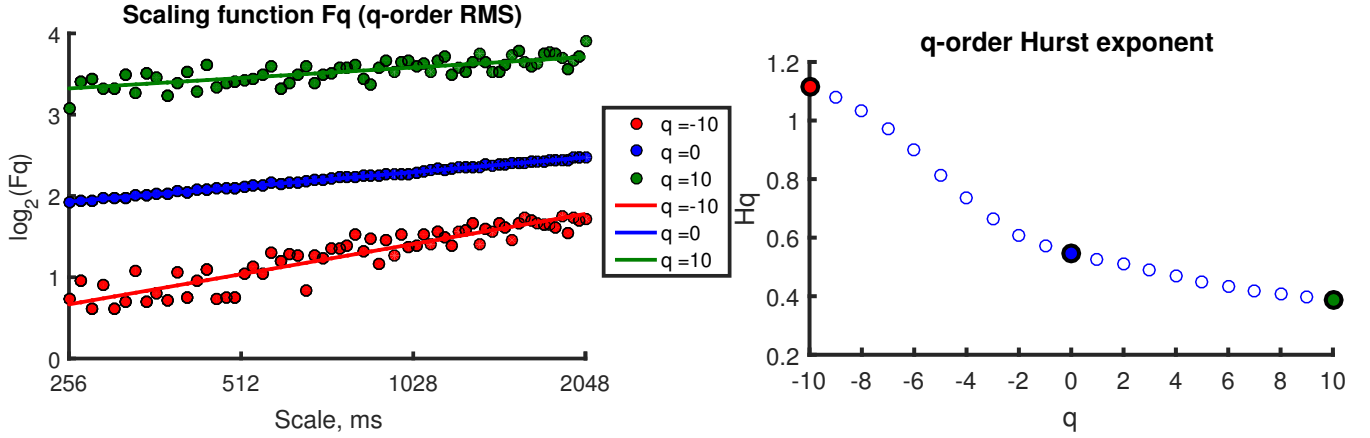 Scaling function Fq (q-order RMS)
4
3
2
1
0
log2(Fq)
256
512
1028
2048
Scale, ms
q =-10
q =0
q =10
q =-10
q =0
q =10
q-order Hurst exponent
1.2
1
0.8
0.6
0.4
0.2
Hq
-10
-8
-6
-4
-2
0
2
4
6
8
10
q